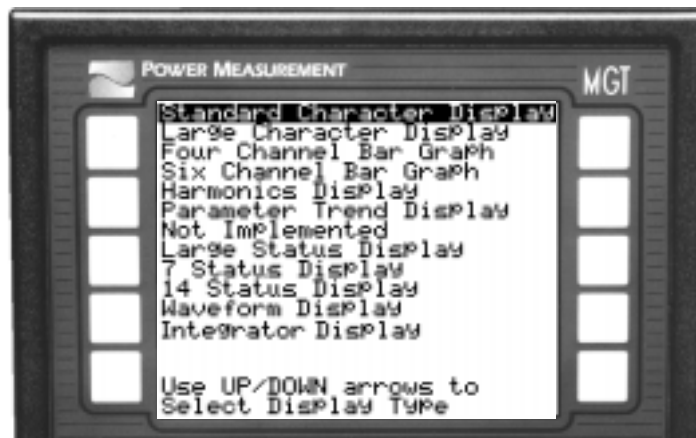 POWER MEASUREMENT
MGT
Standard Character Display
Large Character Display
Four Channel Bar Graph
Six Channel Bar Graph
Harmonics Display
Parameter Trend Display
Not Implemented
Large Status Display
7 Status Display
14 Status Display
Waveform Display
Integrator Display
Use UP/DOWN arrows to
Select Display Type